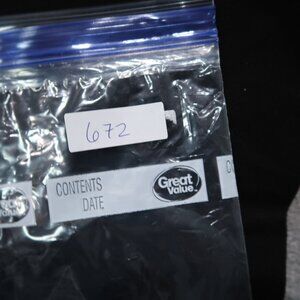 672
CONTENTS
DATE
Great
Value
C